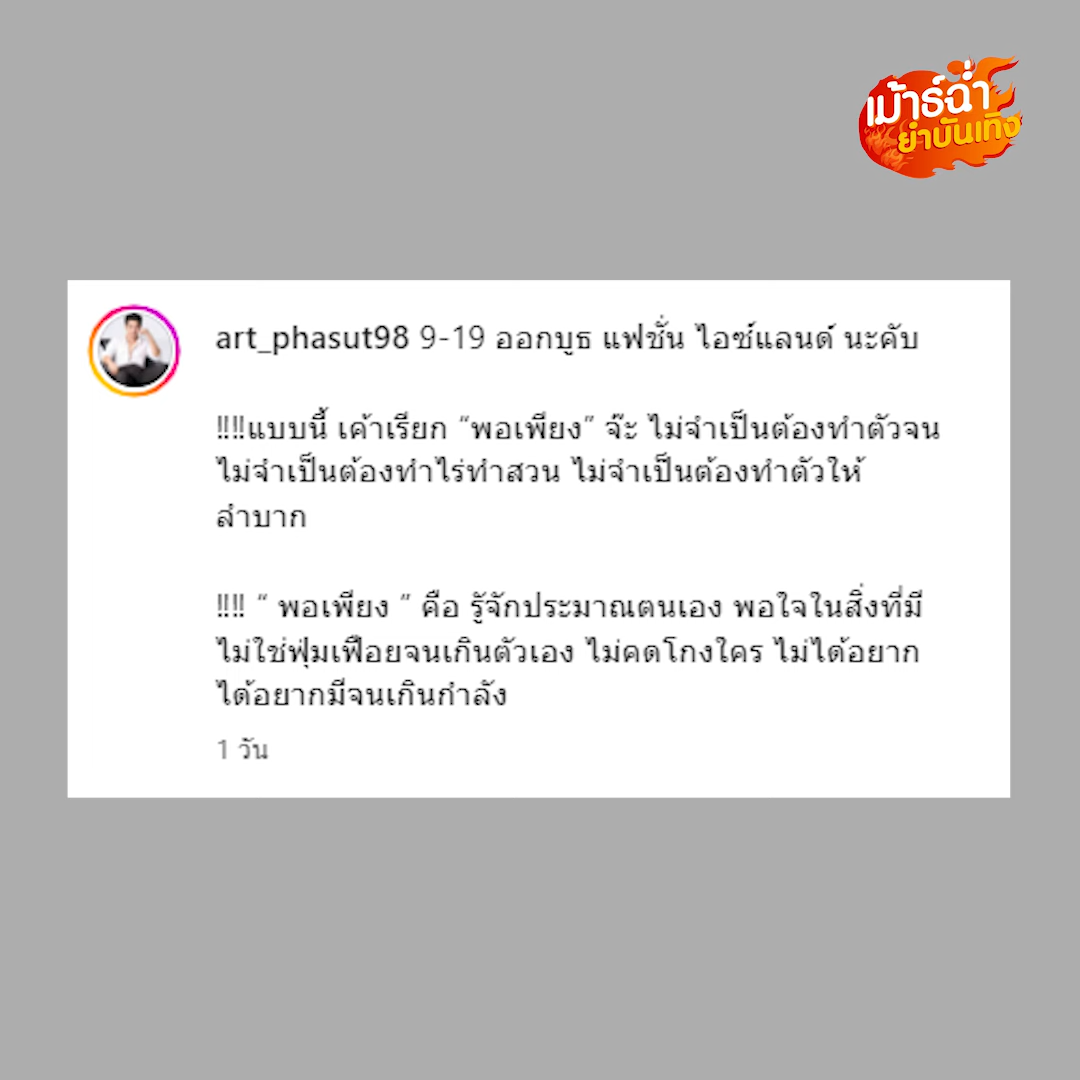 เม้าธ์ฉ่ำ
ยำบันเทิง
art_phasut98 9-19 ออกบูธ แฟชั่น ไอซ์แลนด์ นะคับ
‼‼แบบนี้ เค้าเรียก “พอเพียง” จ๊ะ ไม่จำเป็นต้องทำตัวจน
ไม่จำเป็นต้องทำไร่ทำสวน ไม่จำเป็นต้องทำตัวให้
ลำบาก
‼‼ “ พอเพียง ” คือ รู้จักประมาณตนเอง พอใจในสิ่งที่มี
ไม่ใช่ฟุ่มเฟือยจนเกินตัวเอง ไม่คดโกงใคร ไม่ได้อยาก
ได้อยากมีจนเกินกำลัง
1 วัน